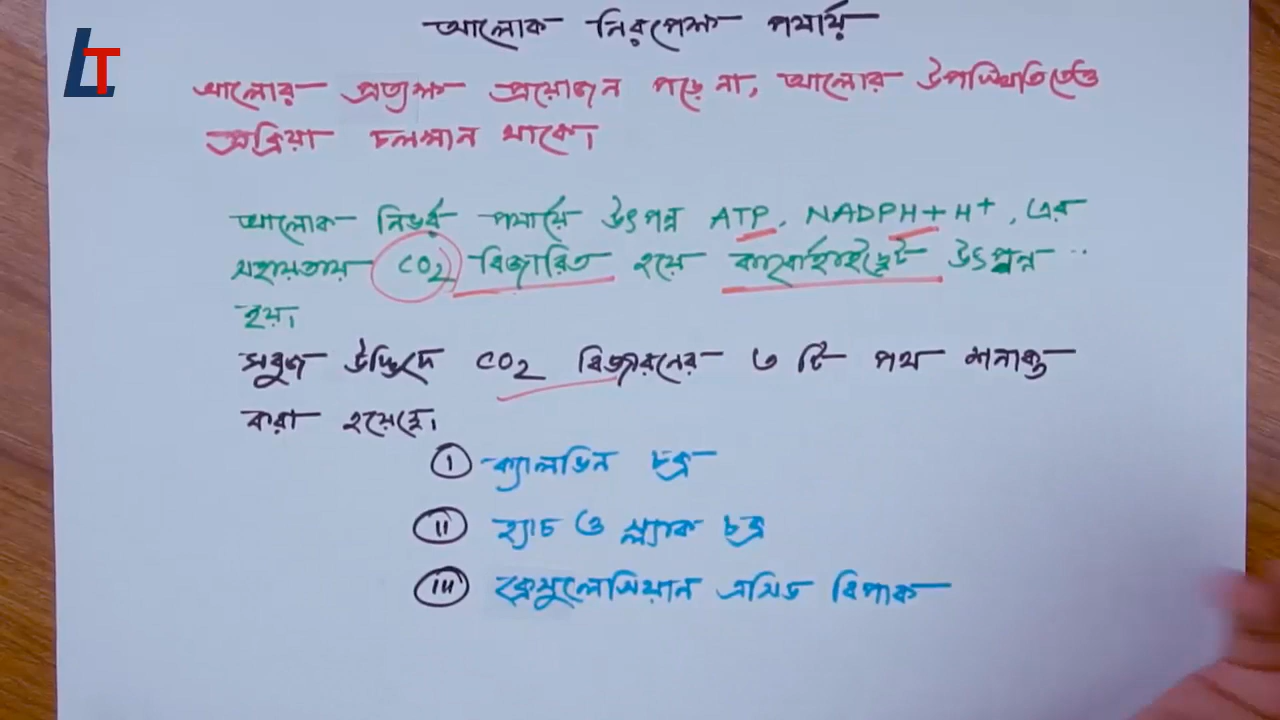 LT
আলোক নিরপেক্ষ পর্যায়
আলোর প্রত্যক্ষ প্রয়োজন পড়ে না, আলোর উপস্থিতিতেও
প্রক্রিয়া চলমান থাকে।
আলোক নির্ভর পর্যায়ে উৎপন্ন ATP, NADPH+H⁺, এর
সহায়তায় CO₂ বিজারিত হয়ে কার্বোহাইড্রেট উৎপন্ন
হয়।
সবুজ উদ্ভিদে CO₂ বিজারনের ৩ টি পথ শনাক্ত
করা হয়েছে।
i ক্যালভিন চক্র
ii হ্যাচ ও স্ল্যাক চক্র
iii ক্রেসুলেসিয়ান এসিড বিপাক